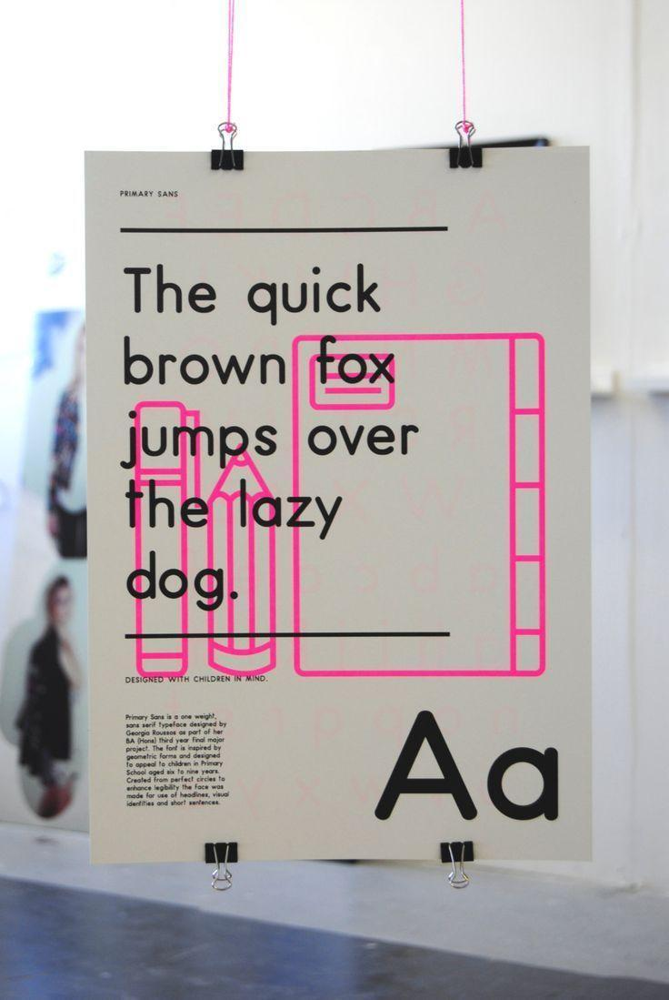 PRIMARY SANS
The quick
brown fox
jumps over
the lazy
dog.
DESIGNED WITH CHILDREN IN MIND.
Primary Sans is a one weight,
sans serif typeface designed by
Georgia Roussos as part of her
BA (Hons) third year final major
project. The font is inspired by
geometric forms and designed
to appeal to children in Primary
School aged six to nine years.
Created from perfect circles to
enhance legibility the face was
made for use of headlines, visual
identities and short sentences.
Aa